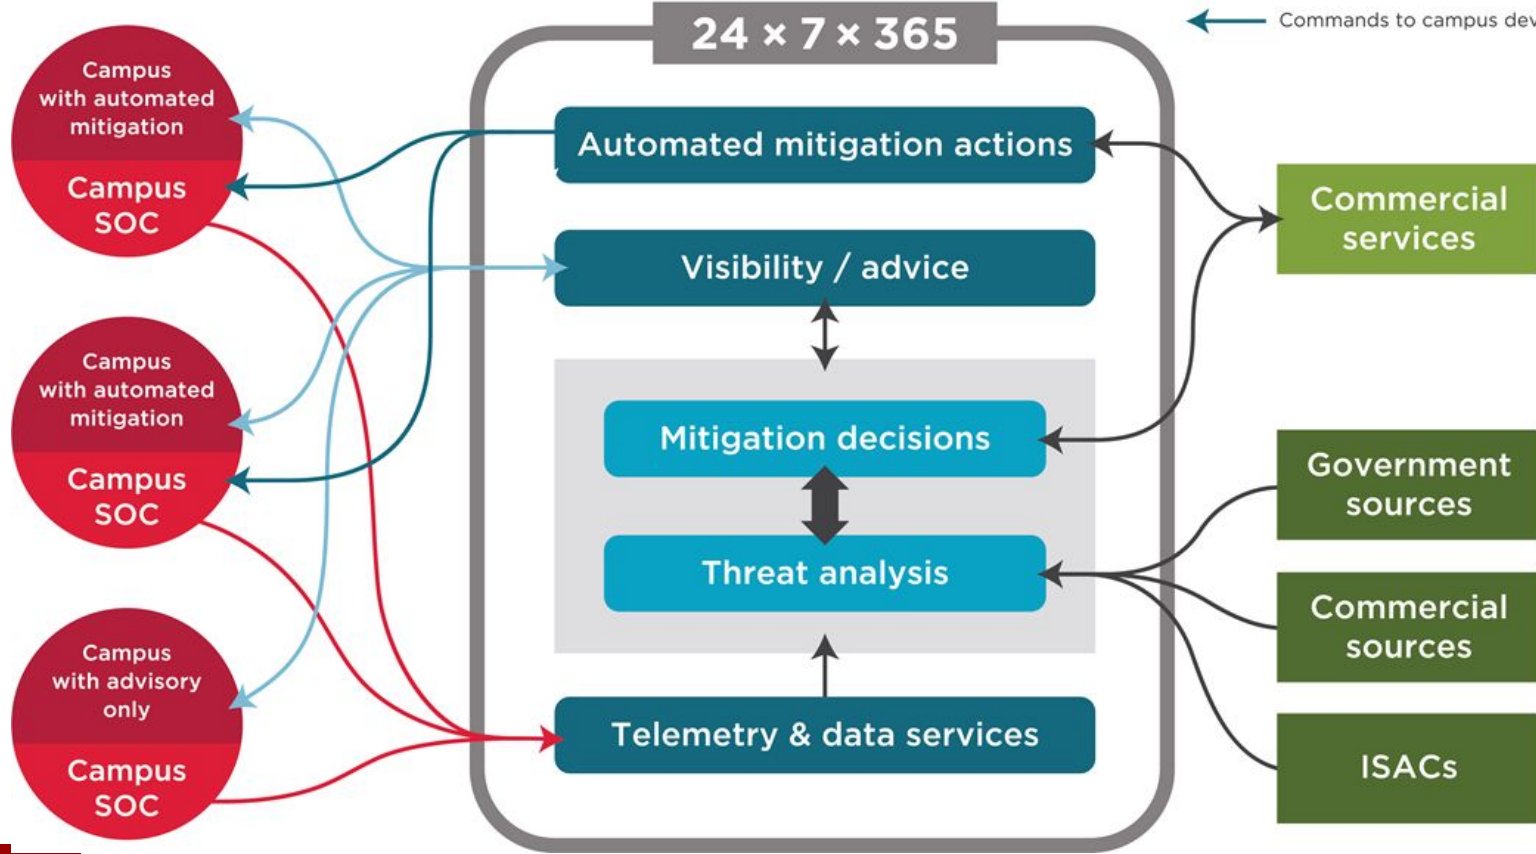 24 × 7 × 365
Commands to campus dev
Campus
with automated
mitigation
Campus
SOC
Campus
with automated
mitigation
Campus
SOC
Campus
with advisory
only
Campus
SOC
Automated mitigation actions
Visibility / advice
Mitigation decisions
Threat analysis
Telemetry & data services
Commercial
services
Government
sources
Commercial
sources
ISACs